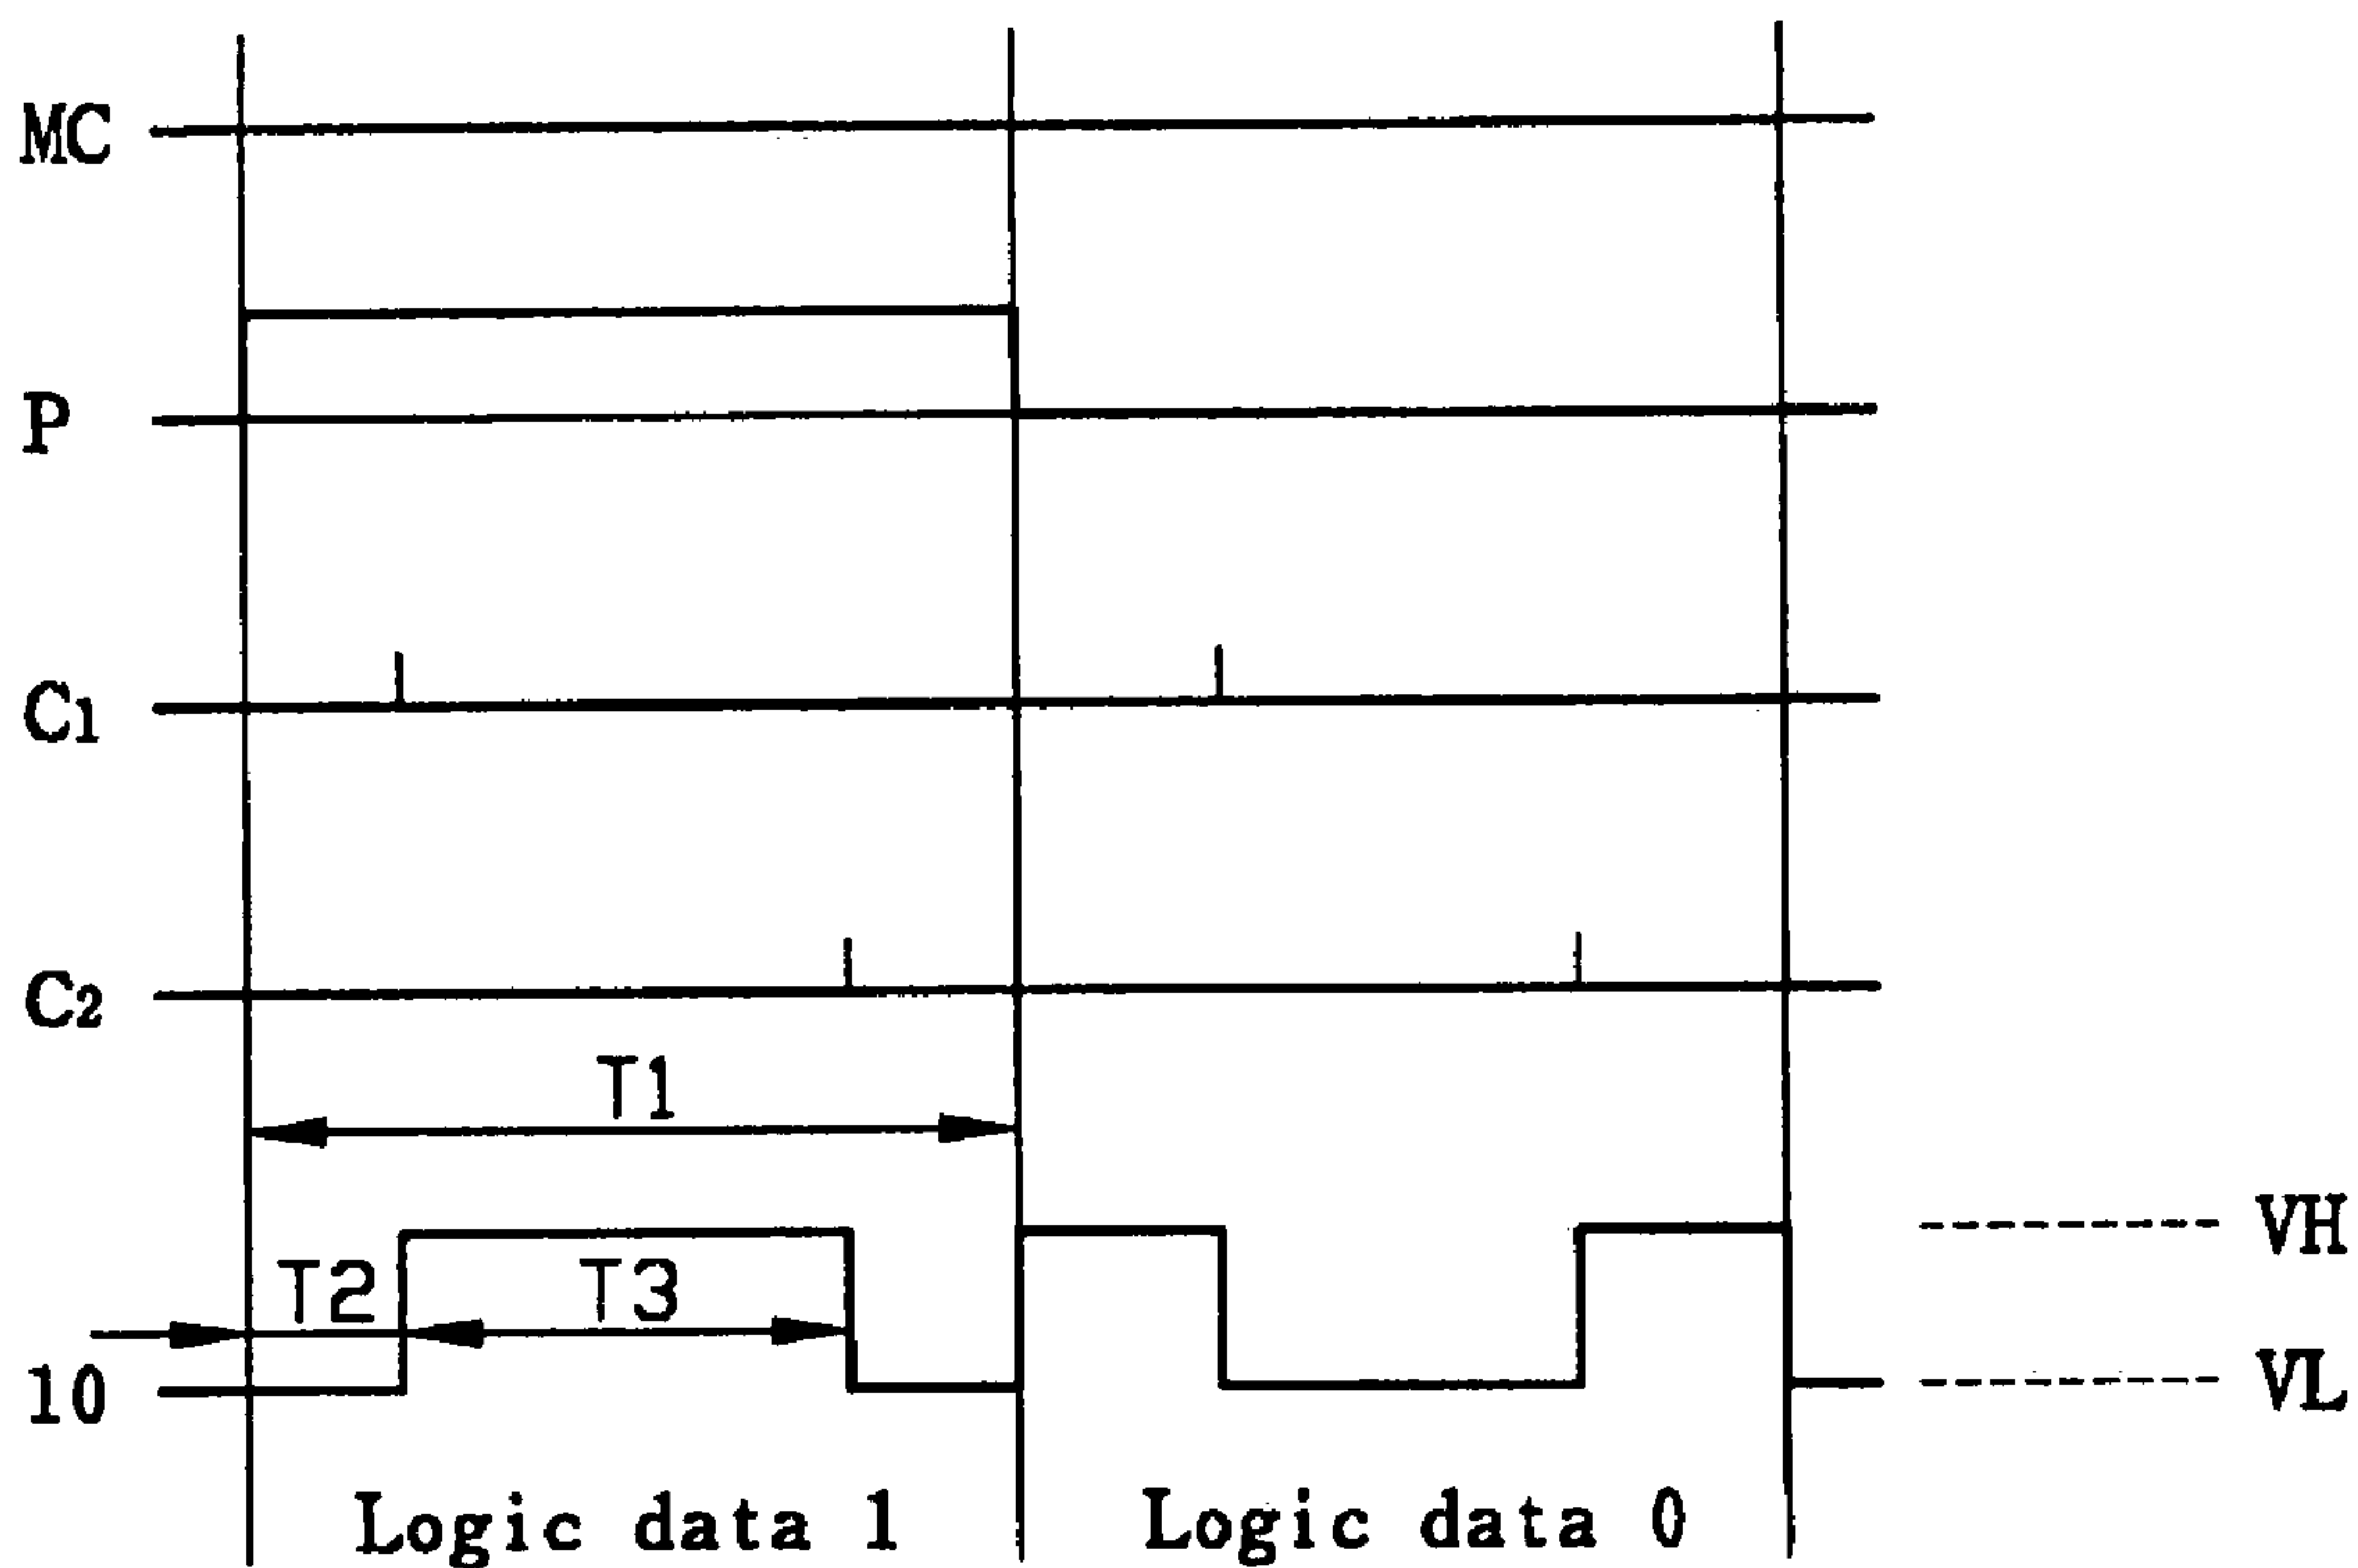 MC
P
C1
C2
T1
VH
T2 T3
10
VL
Logic data 1 Logic data 0